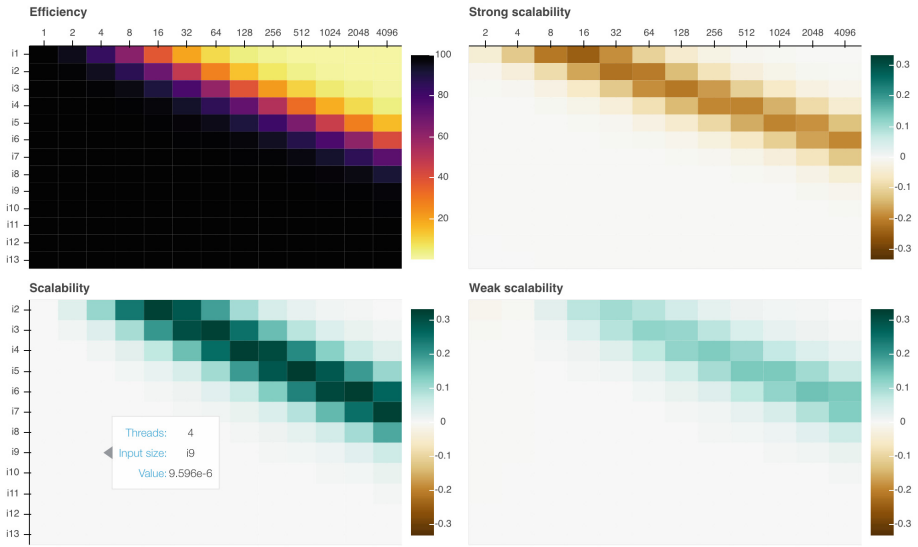 Efficiency
1 2 4 8 16 32 64 128 256 512 1024 2048 4096
i1
i2
i3
i4
i5
i6
i7
i8
i9
i10
i11
i12
i13
100
80
60
40
20
Strong scalability
2 4 8 16 32 64 128 256 512 1024 2048 4096
0.3
0.2
0.1
0
-0.1
-0.2
-0.3
Scalability
i2
i3
i4
i5
i6
i7
i8
i9
i10
i11
i12
i13
Threads: 4
Input size: i9
Value: 9.596e-6
0.3
0.2
0.1
0
-0.1
-0.2
-0.3
Weak scalability
0.3
0.2
0.1
0
-0.1
-0.2
-0.3